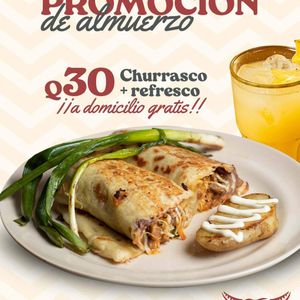 PROMOCIÓN
de almuerzo
Q30 Churrasco
+ refresco
¡¡a domicilio gratis!!